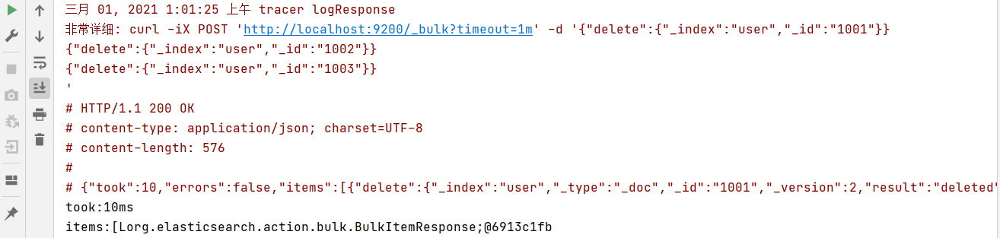 三月 01, 2021 1:01:25 上午 tracer logResponse
非常详细: curl -iX POST 'http://localhost:9200/_bulk?timeout=1m' -d '{"delete":{"_index":"user","_id":"1001"}}
{"delete":{"_index":"user","_id":"1002"}}
{"delete":{"_index":"user","_id":"1003"}}
'
# HTTP/1.1 200 OK
# content-type: application/json; charset=UTF-8
# content-length: 576
#
# {"took":10,"errors":false,"items":[{"delete":{"_index":"user","_type":"_doc","_id":"1001","_version":2,"result":"deleted"
took:10ms
items:[Lorg.elasticsearch.action.bulk.BulkItemResponse;@6913c1fb